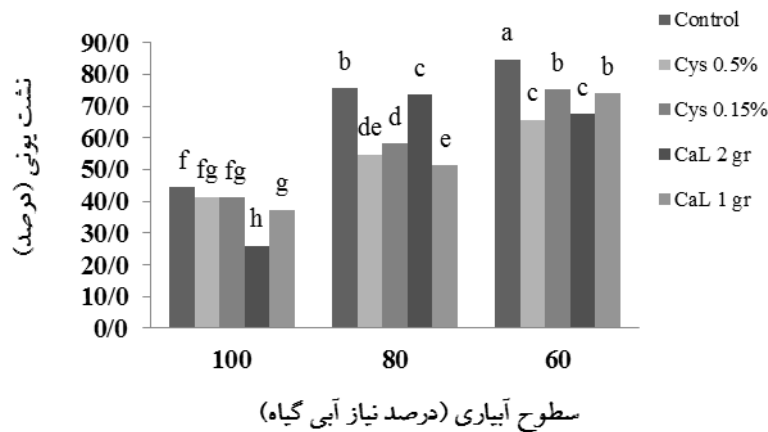 نشت یونی (درصد)
90/0
80/0
70/0
60/0
50/0
40/0
30/0
20/0
10/0
0/0
f fg fg h g
b de d c e
a c b c b
100 80 60
سطوح آبیاری (درصد نیاز آبی گیاه)
Control
Cys 0.5%
Cys 0.15%
CaL 2 gr
CaL 1 gr